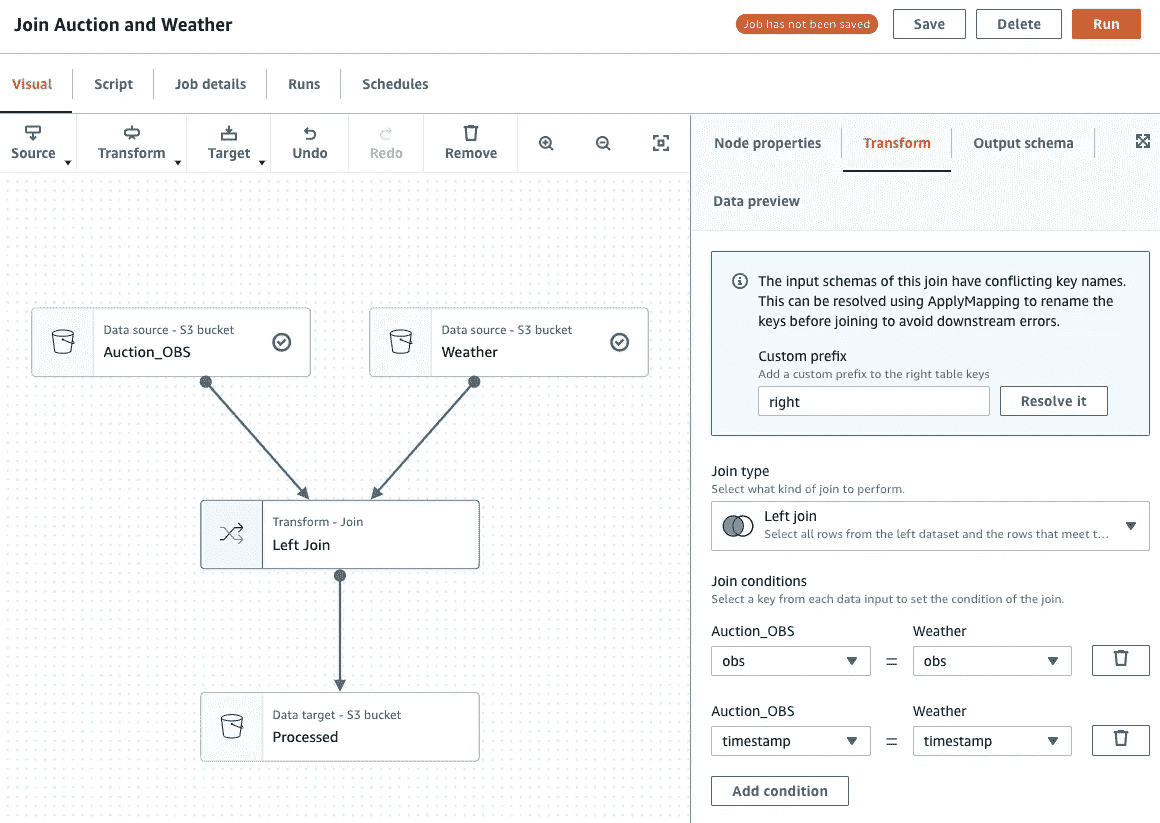 Join Auction and Weather
Job has not been saved
Save
Delete
Run
Visual
Script
Job details
Runs
Schedules
Source
Transform
Target
Undo
Redo
Remove
Node properties
Transform
Output schema
Data preview
Data source - S3 bucket
Auction_OBS
Data source - S3 bucket
Weather
Transform - Join
Left Join
Data target - S3 bucket
Processed
The input schemas of this join have conflicting key names.
This can be resolved using ApplyMapping to rename the
keys before joining to avoid downstream errors.
Custom prefix
Add a custom prefix to the right table keys
right
Resolve it
Join type
Select what kind of join to perform.
Left join
Select all rows from the left dataset and the rows that meet t...
Join conditions
Select a key from each data input to set the condition of the join.
Auction_OBS
Weather
obs
=
obs
Auction_OBS
Weather
timestamp
=
timestamp
Add condition